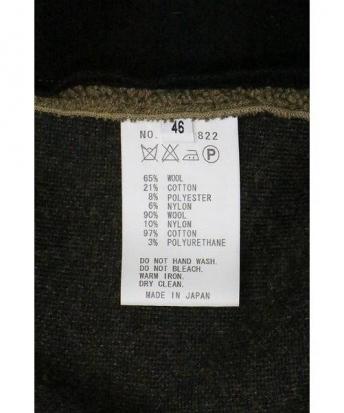 NO. 46 822
P
65% WOOL
21% COTTON
8% POLYESTER
6% NYLON
90% WOOL
10% NYLON
97% COTTON
3% POLYURETHANE
DO NOT HAND WASH.
DO NOT BLEACH.
WARM IRON.
DRY CLEAN.
MADE IN JAPAN